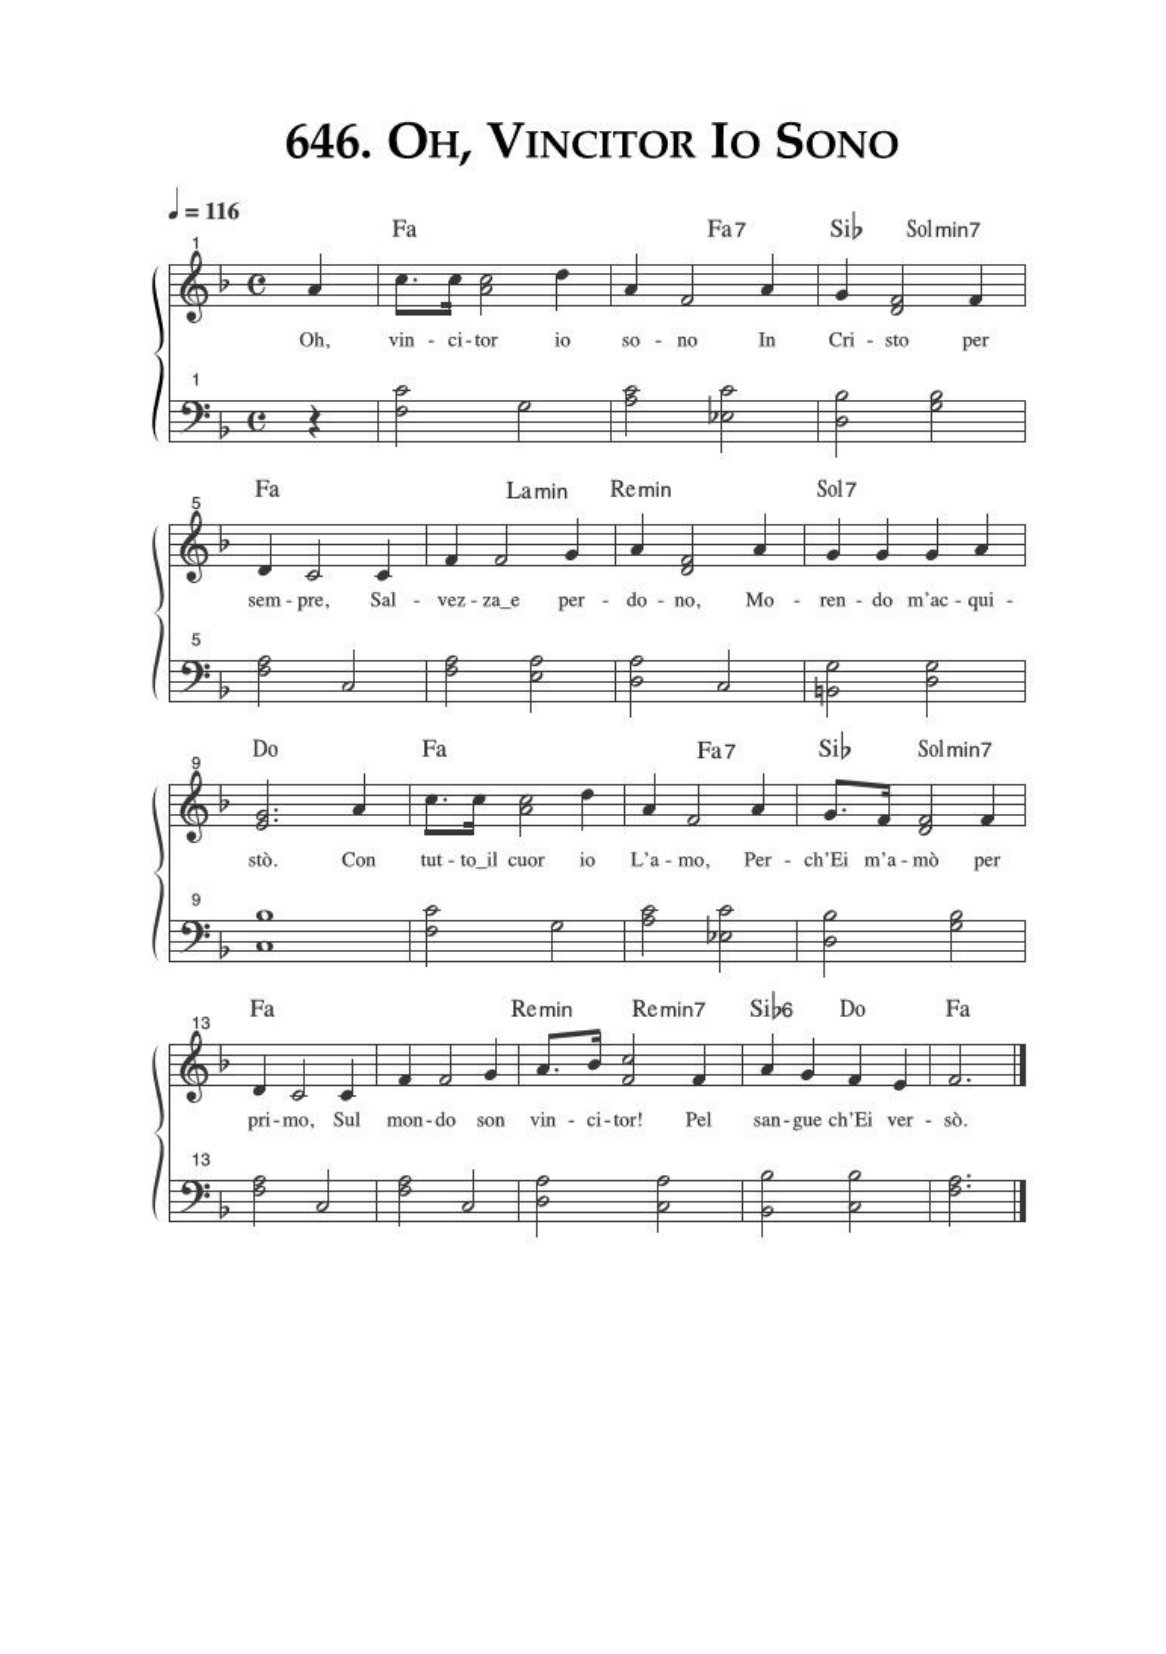 646. OH, VINCITOR IO SONO
♩ = 116
Fa Fa7 Si♭ Solmin7
1
Oh, vin - ci - tor io so - no In Cri - sto per
1
Fa Lamin Remin Sol7
5
sem - pre, Sal - vez - za_e per - do - no, Mo - ren - do m'ac - qui -
5
Do Fa Fa7 Si♭ Solmin7
9
stò. Con tut - to_il cuor io L'a - mo, Per - ch'Ei m'a - mò per
9
Fa Remin Remin7 Si♭6 Do Fa
13
pri - mo, Sul mon - do son vin - ci - tor! Pel san - gue ch'Ei ver - sò.
13